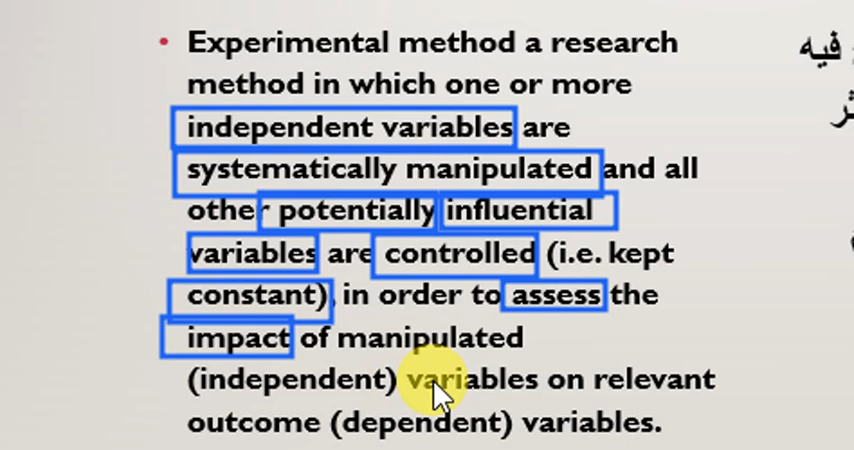 • Experimental method a research
method in which one or more
independent variables are
systematically manipulated and all
other potentially influential
variables are controlled (i.e. kept
constant), in order to assess the
impact of manipulated
(independent) variables on relevant
outcome (dependent) variables.
فيه